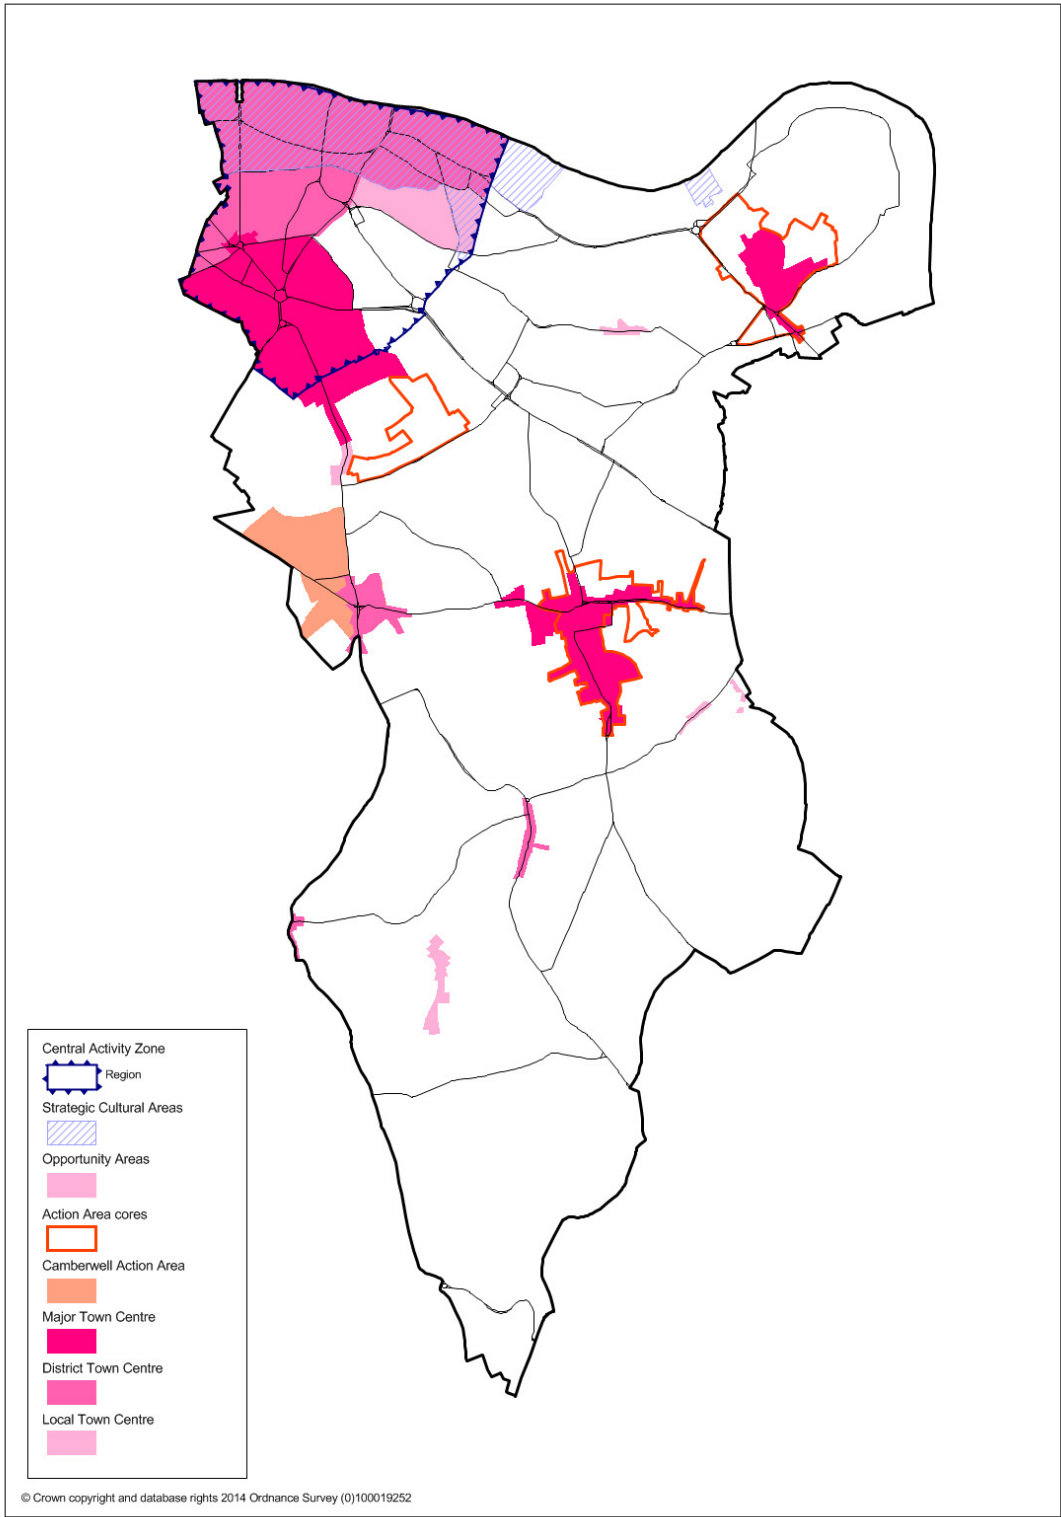 Central Activity Zone
Region
Strategic Cultural Areas
Opportunity Areas
Action Area cores
Camberwell Action Area
Major Town Centre
District Town Centre
Local Town Centre
© Crown copyright and database rights 2014 Ordnance Survey (0)100019252